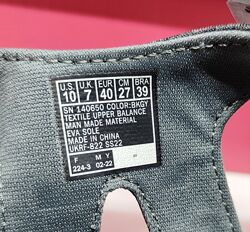 U.S U.K EUR CM BRA
10 7 40 27 39
SN 140650 COLOR:BKGY
TEXTILE UPPER BALANCE
MAN MADE MATERIAL
EVA SOLE
MADE IN CHINA
UKRF-822 SS22
F M Y
224-3 02-22